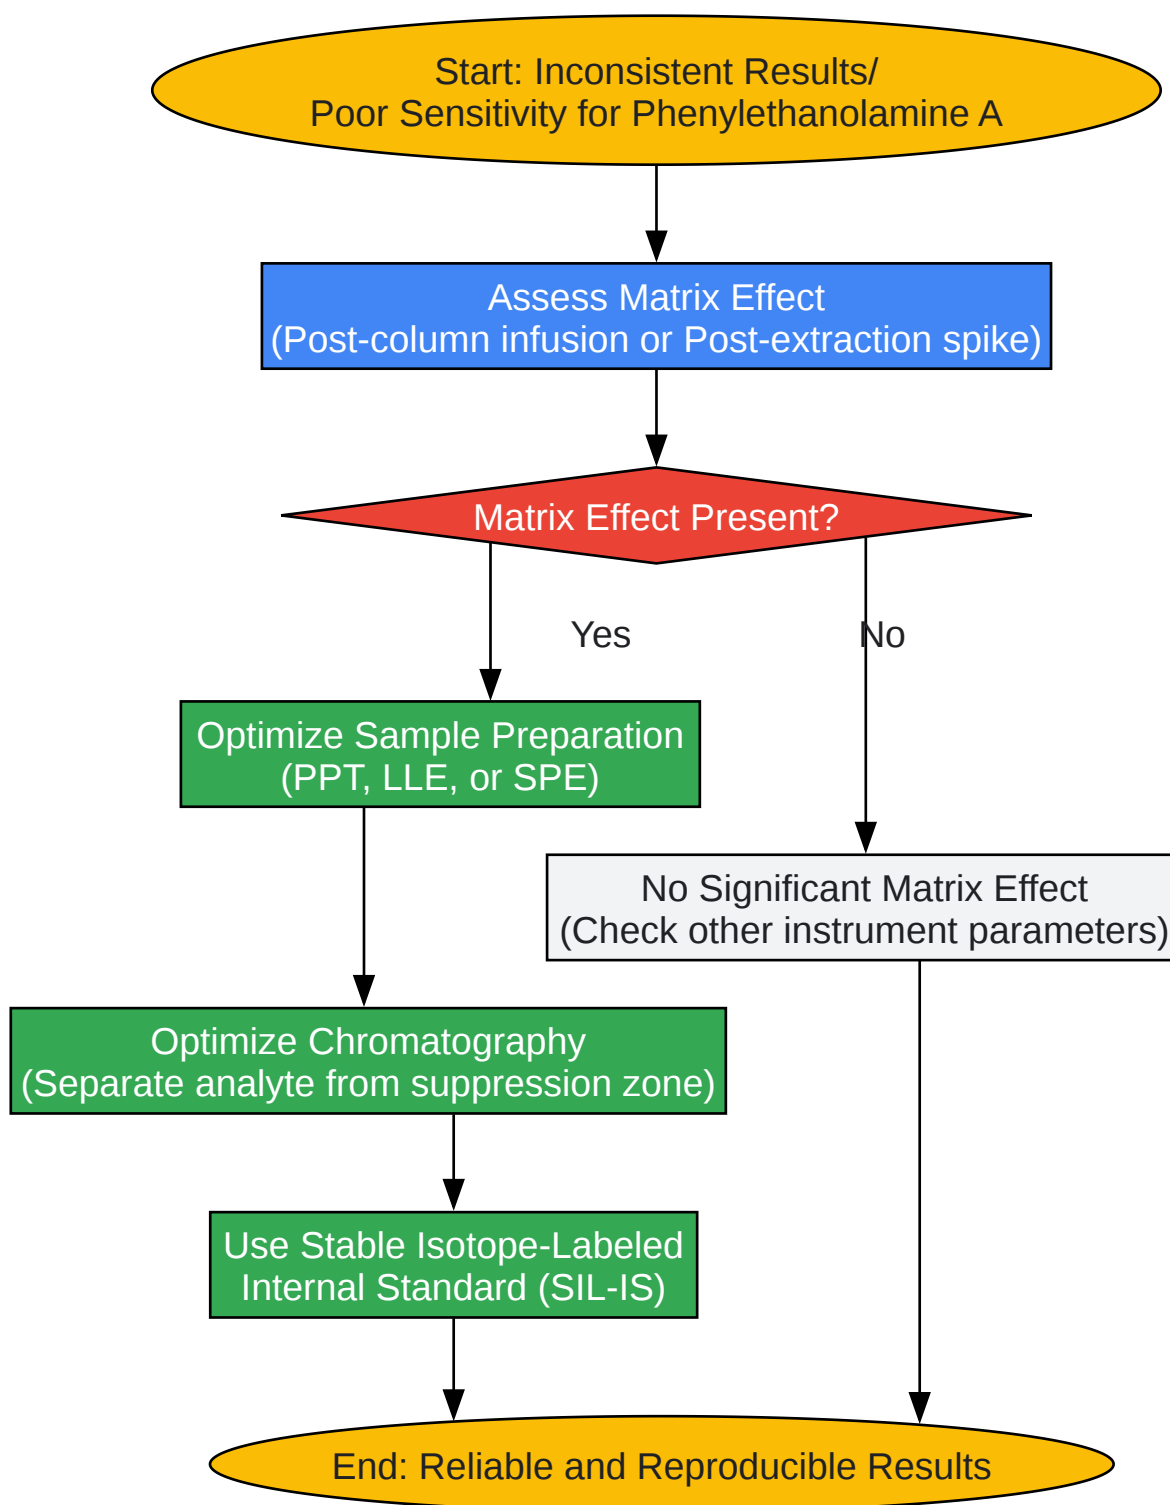 Start: Inconsistent Results/
Poor Sensitivity for Phenylethanolamine A
Assess Matrix Effect
(Post-column infusion or Post-extraction spike)
Matrix Effect Present?
Yes
No
Optimize Sample Preparation
(PPT, LLE, or SPE)
No Significant Matrix Effect
(Check other instrument parameters)
Optimize Chromatography
(Separate analyte from suppression zone)
Use Stable Isotope-Labeled
Internal Standard (SIL-IS)
End: Reliable and Reproducible Results